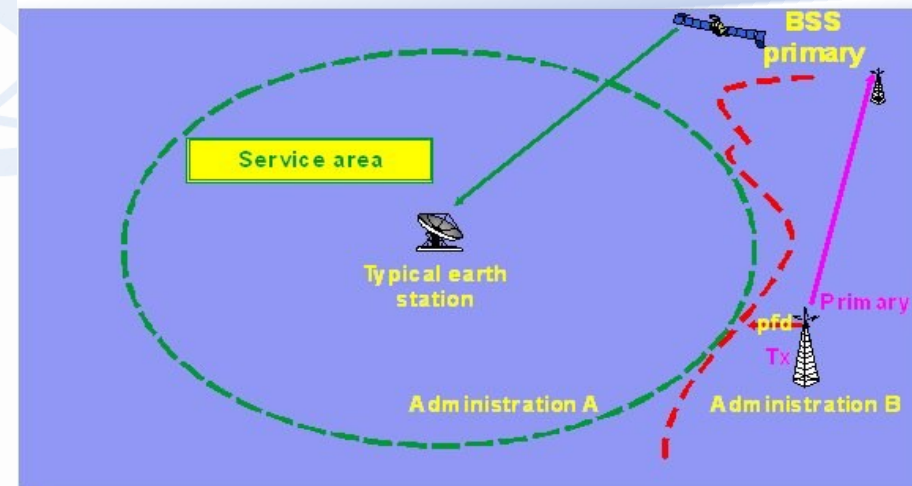 BSS
primary
Service area
Typical earth
station
Primary
pfd
Tx
Administration A
Administration B